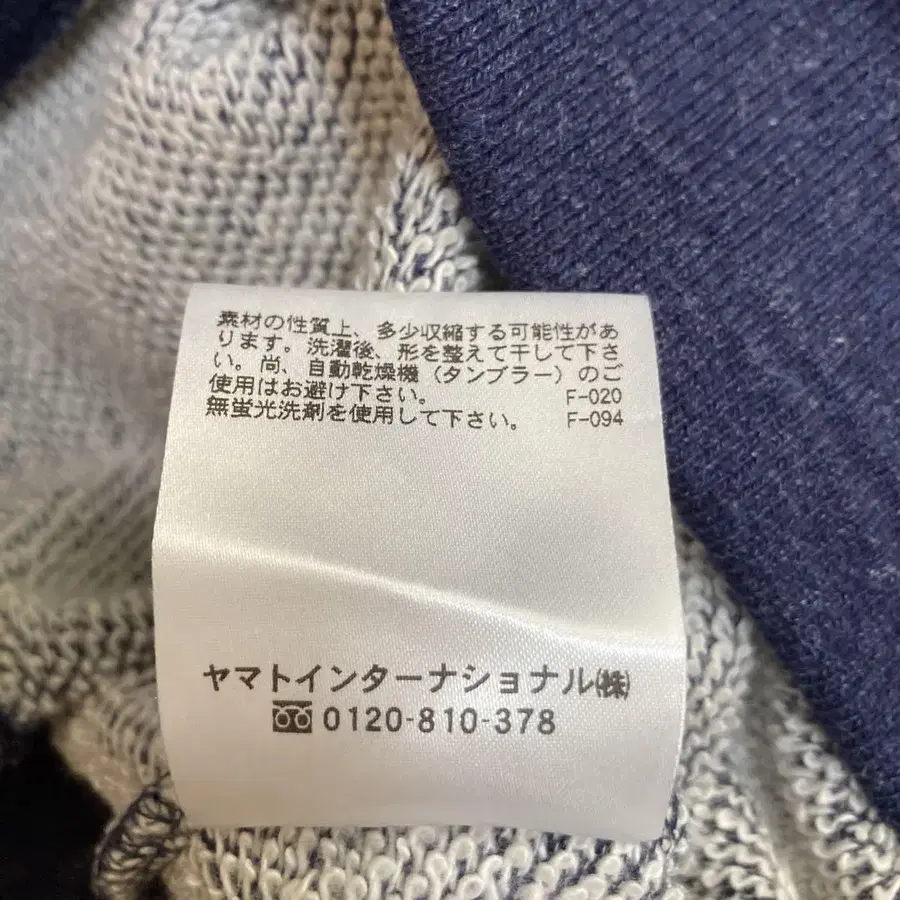 素材の性質上、多少収縮する可能性があ
ります。洗濯後、形を整えて干して下さ
い。尚、自動乾燥機（タンブラー）のご
使用はお避け下さい。 F-020
無蛍光洗剤を使用して下さい。 F-094
ヤマトインターナショナル㈱
0120-810-378